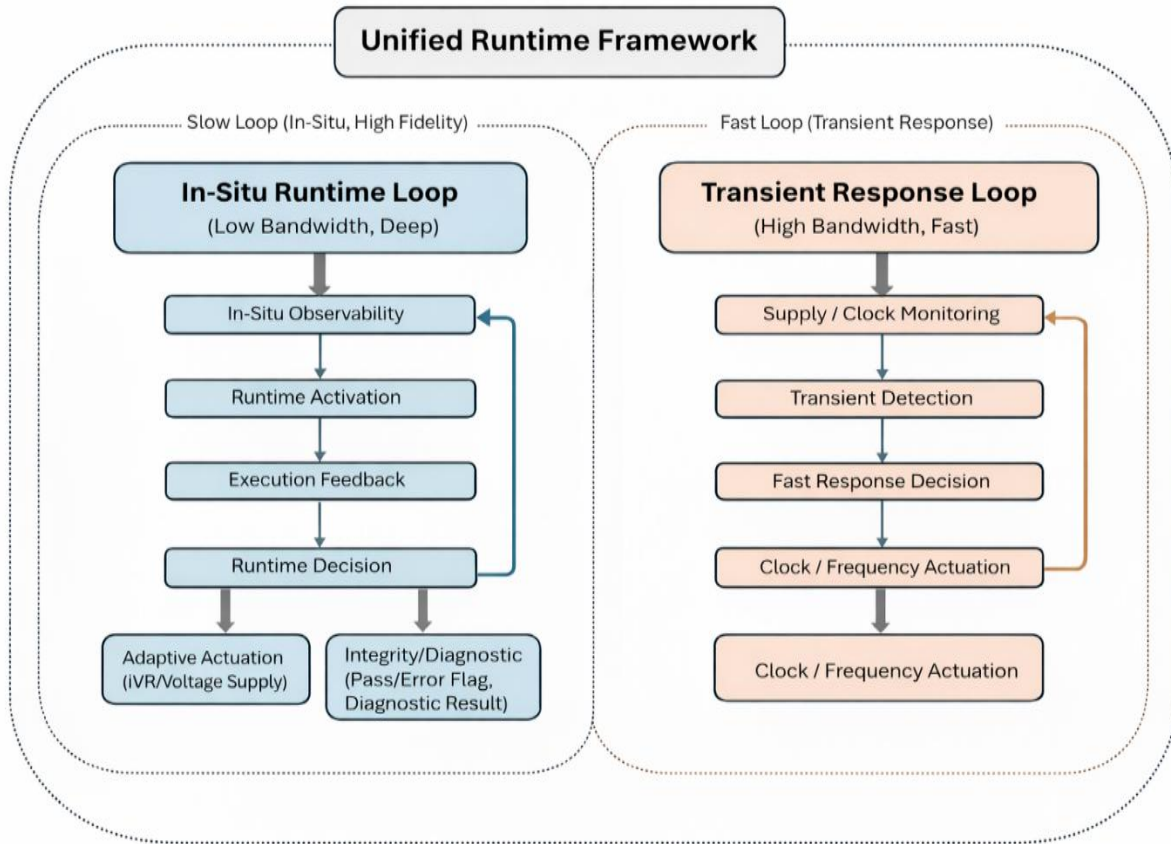 Unified Runtime Framework
Slow Loop (In-Situ, High Fidelity)
In-Situ Runtime Loop
(Low Bandwidth, Deep)
In-Situ Observability
Runtime Activation
Execution Feedback
Runtime Decision
Adaptive Actuation
(iVR/Voltage Supply)
Integrity/Diagnostic
(Pass/Error Flag,
Diagnostic Result)
Fast Loop (Transient Response)
Transient Response Loop
(High Bandwidth, Fast)
Supply / Clock Monitoring
Transient Detection
Fast Response Decision
Clock / Frequency Actuation
Clock / Frequency Actuation